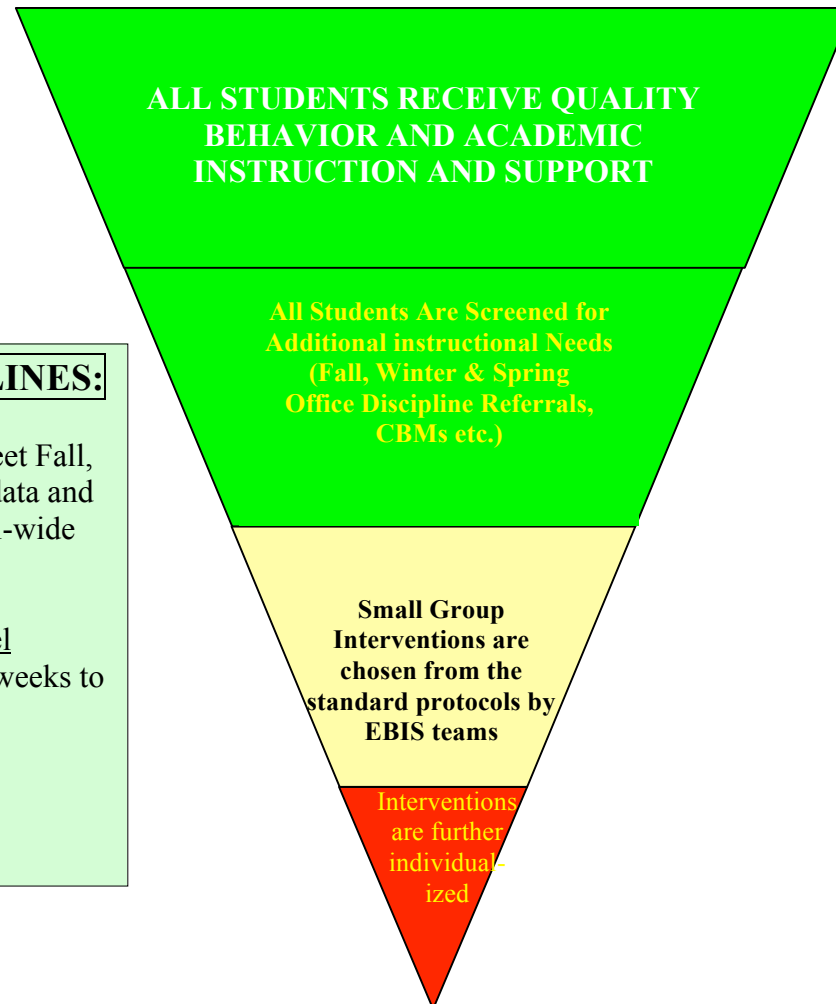 ALL STUDENTS RECEIVE QUALITY
BEHAVIOR AND ACADEMIC
INSTRUCTION AND SUPPORT
All Students Are Screened for
Additional instructional Needs
(Fall, Winter & Spring
Office Discipline Referrals,
CBMs etc.)
LINES:
Fall,
data and
-wide
weeks to
Small Group
Interventions are
chosen from the
standard protocols by
EBIS teams
Interventions
are further
individual-
ized